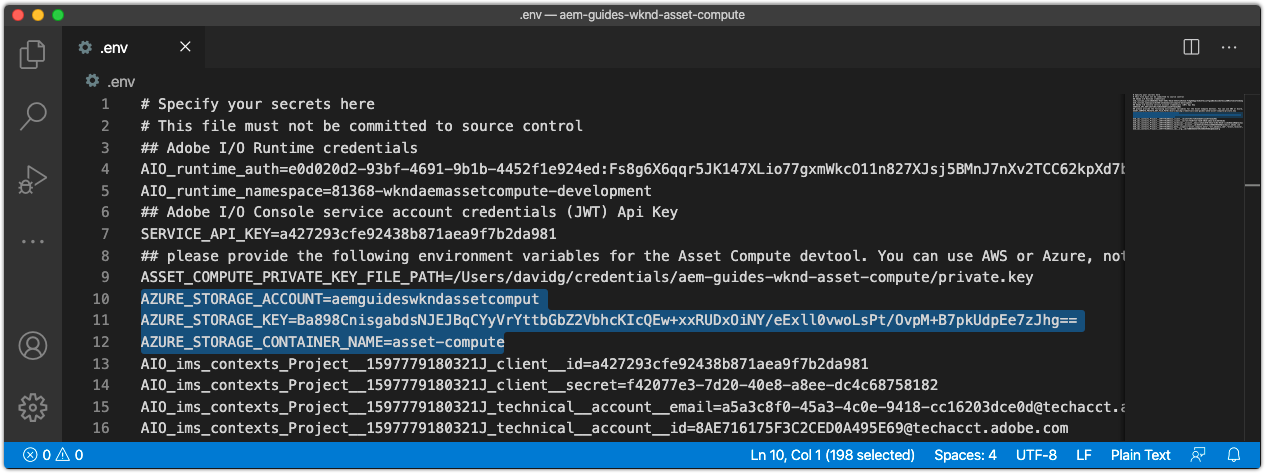 .env — aem-guides-wknd-asset-compute
.env
.env
1 # Specify your secrets here
2 # This file must not be committed to source control
3 ## Adobe I/O Runtime credentials
4 AIO_runtime_auth=e0d020d2-93bf-4691-9b1b-4452f1e924ed:Fs8g6X6qqr5JK147XLio77gxmWkcO11n827XJsj5BMnJ7nXv2TCC62kpXd7b
5 AIO_runtime_namespace=81368-wkndaemassetcompute-development
6 ## Adobe I/O Console service account credentials (JWT) Api Key
7 SERVICE_API_KEY=a427293cfe92438b871aea9f7b2da981
8 ## please provide the following environment variables for the Asset Compute devtool. You can use AWS or Azure, not
9 ASSET_COMPUTE_PRIVATE_KEY_FILE_PATH=/Users/davidg/credentials/aem-guides-wknd-asset-compute/private.key
10 AZURE_STORAGE_ACCOUNT=aemguideswkndassetcomput
11 AZURE_STORAGE_KEY=Ba898CnisgabdsNJEJBqCYyVrYttbGbZ2VbhcKIcQEw+xxRUDxOiNY/eExll0vwoLsPt/OvpM+B7pkUdpEe7zJhg==
12 AZURE_STORAGE_CONTAINER_NAME=asset-compute
13 AIO_ims_contexts_Project__1597779180321J_client__id=a427293cfe92438b871aea9f7b2da981
14 AIO_ims_contexts_Project__1597779180321J_client__secret=f42077e3-7d20-40e8-a8ee-dc4c68758182
15 AIO_ims_contexts_Project__1597779180321J_technical__account__email=a5a3c8f0-45a3-4c0e-9418-cc16203dce0d@techacct.a
16 AIO_ims_contexts_Project__1597779180321J_technical__account__id=8AE716175F3C2CED0A495E69@techacct.adobe.com
0 0 Ln 10, Col 1 (198 selected) Spaces: 4 UTF-8 LF Plain Text